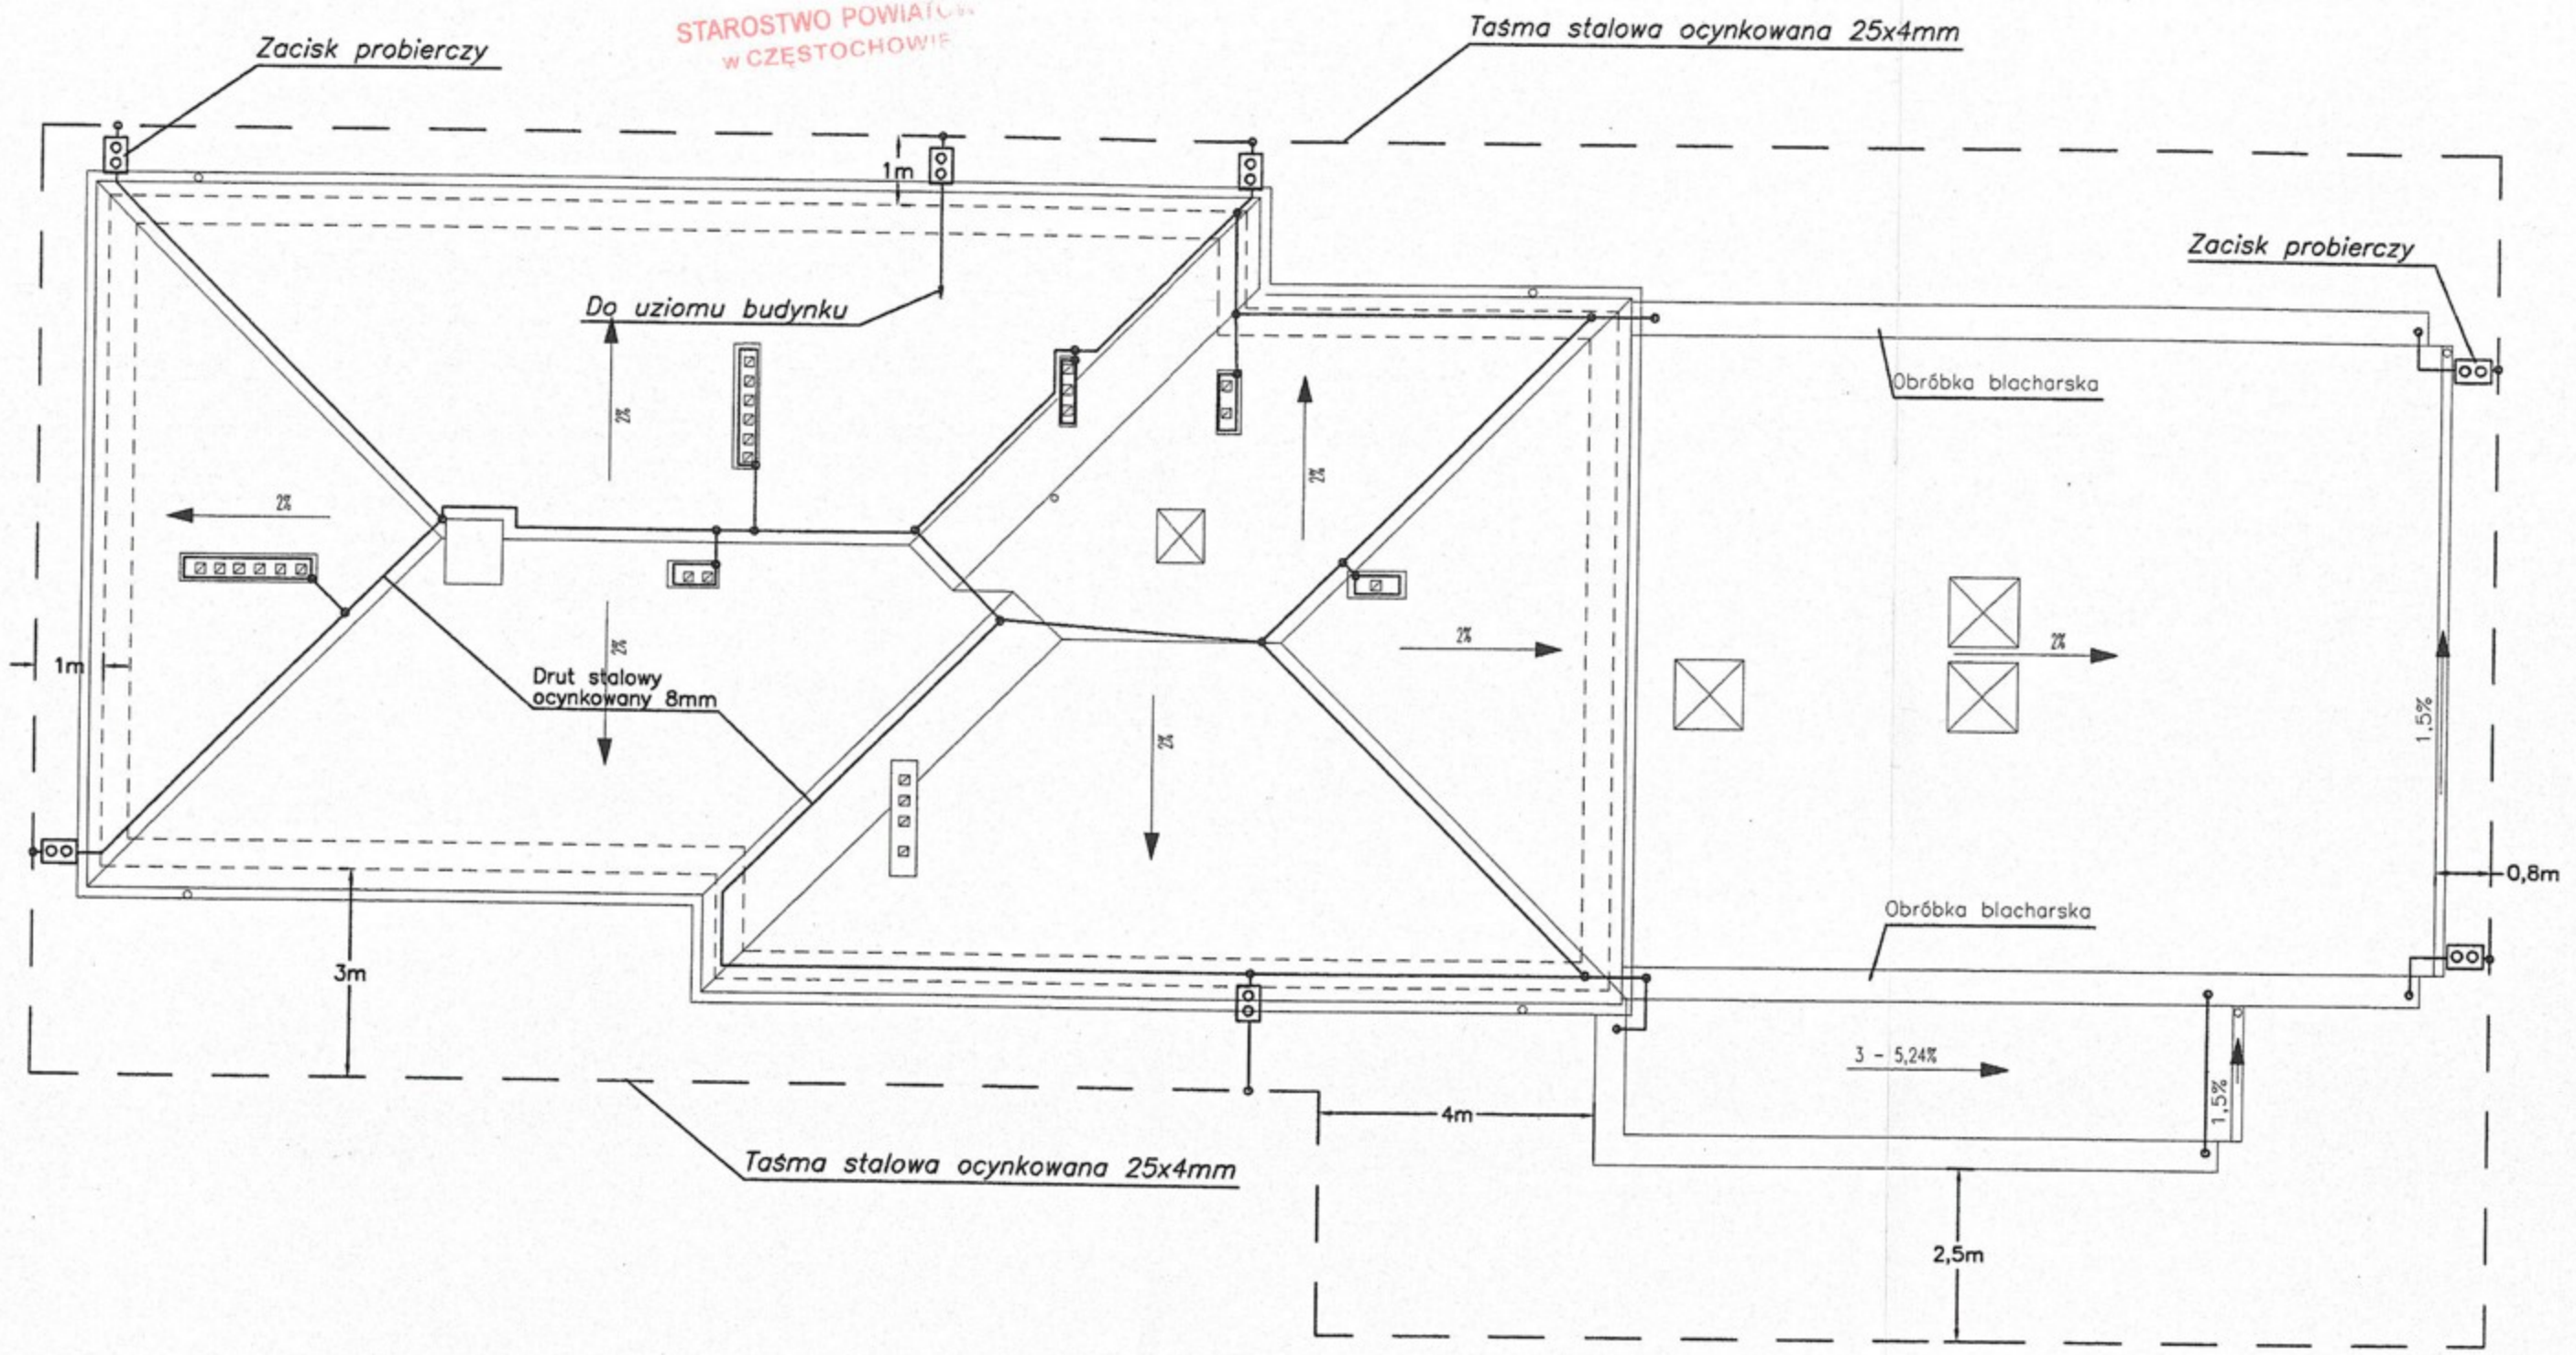 STAROSTWO POWIATOW
w CZĘSTOCHOWIE
Taśma stalowa ocynkowana 25x4mm
Zacisk probierczy
1m
Zacisk probierczy
Do uziomu budynku
Obróbka blacharska
2%
2%
2%
2%
2%
2%
1m
Drut stalowy
ocynkowany 8mm
2%
2%
1,5%
0,8m
Obróbka blacharska
3m
3 - 5,24%
1,5%
4m
Taśma stalowa ocynkowana 25x4mm
2,5m